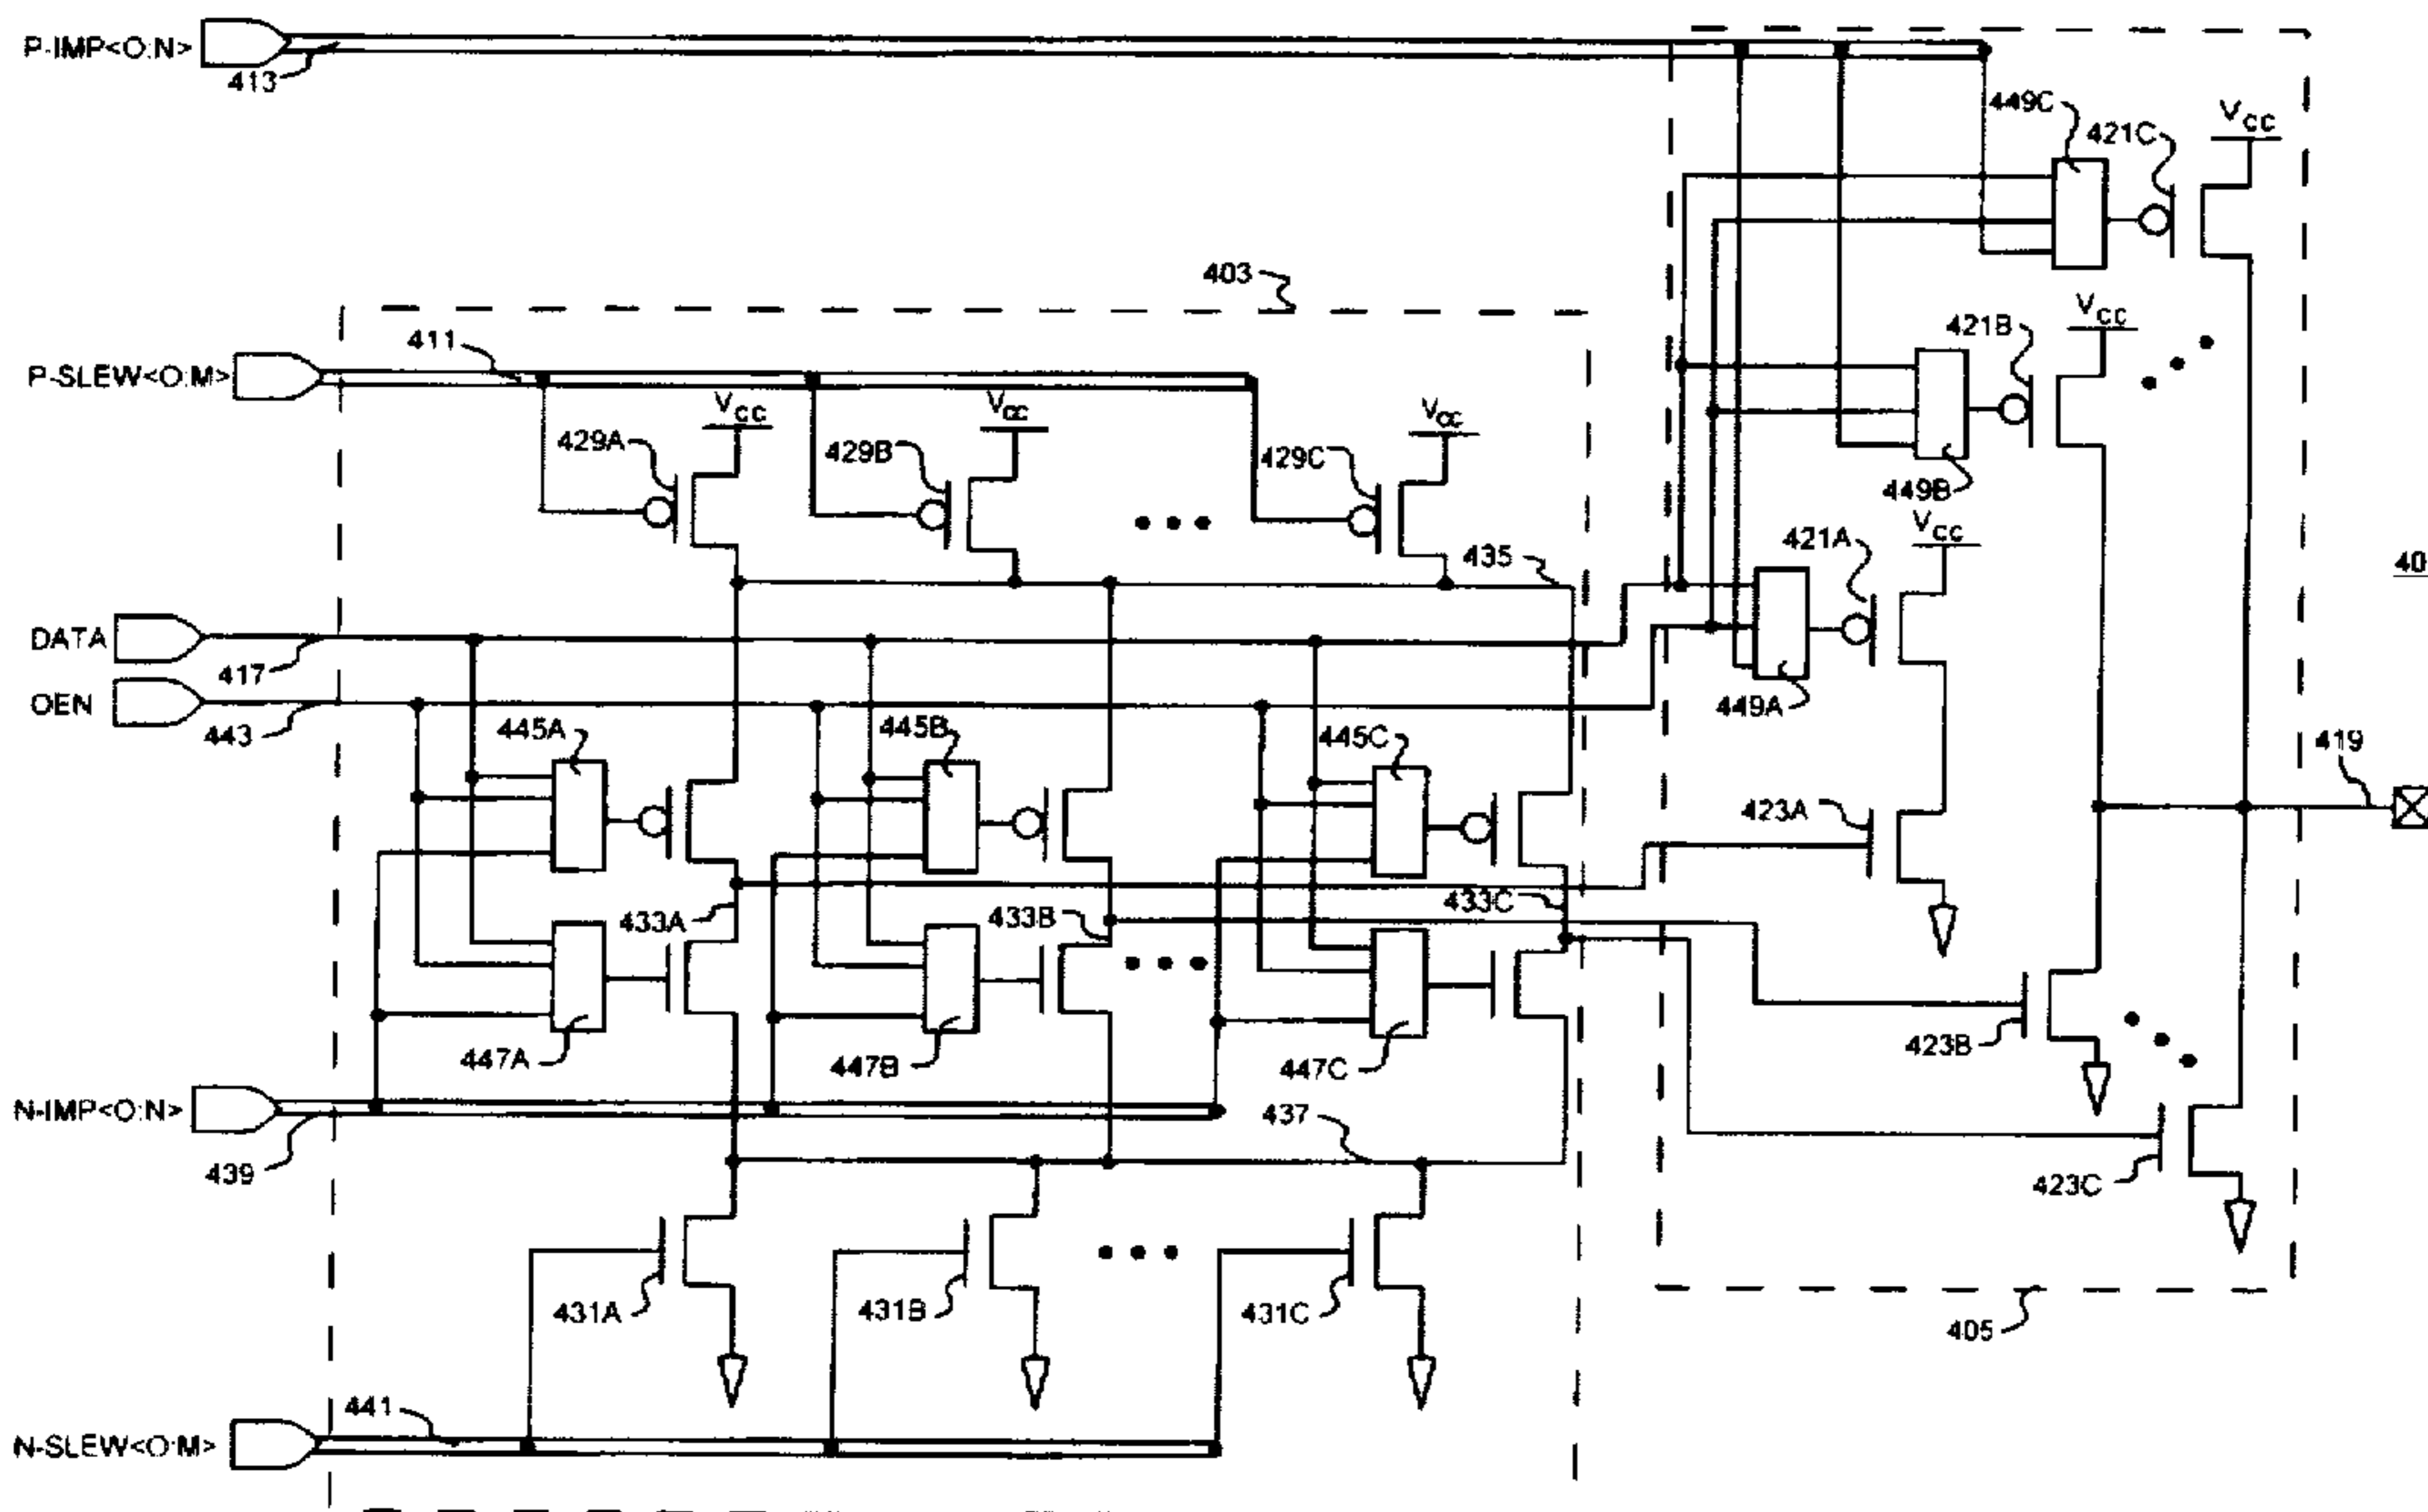 P-IMP<O:N>
413
449C
421C
VCC
403
421B
VCC
P-SLEW<O:M>
411
VCC
VCC
VCC
429A
429B
429C
449B
VCC
421A
435
40
DATA
417
OEN
443
449A
445A
445B
445C
419
423A
433A
433B
433C
447A
447B
447C
423B
N-IMP<O:N>
439
437
423C
431A
431B
431C
405
441
N-SLEW<O:M>